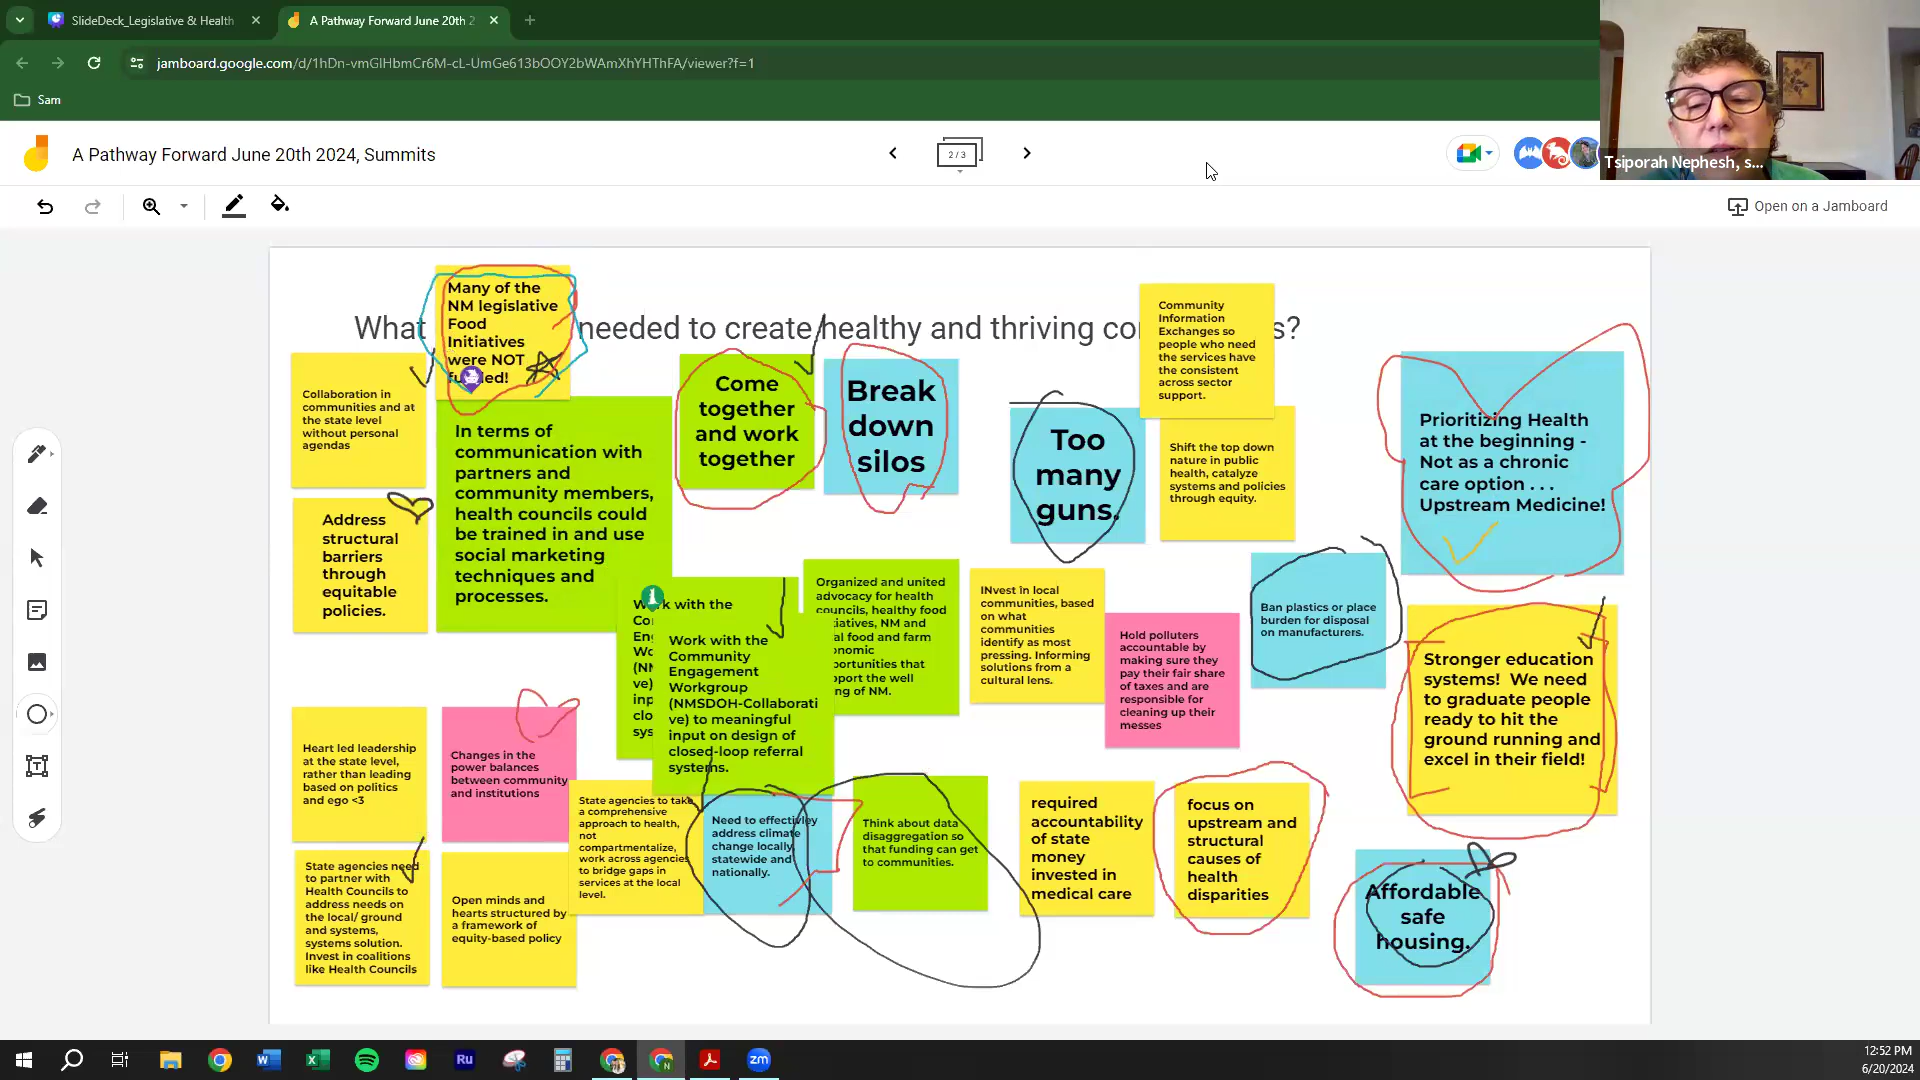 SlideDeck_Legislative & Health
A Pathway Forward June 20th 2
jamboard.google.com/d/1hDn-vmGlHbmCr6M-cL-UmGe613bOOY2bWAmXhYHThFA/viewer?f=1
Sam
A Pathway Forward June 20th 2024, Summits
2 / 3
Tsiporah Nephesh, s...
Open on a Jamboard
What
needed to create healthy and thriving co
s?
Many of the
NM legislative
Food
Initiatives
were NOT
Collaboration in
communities and at
the state level
without personal
agendas
In terms of
communication with
partners and
community members,
health councils could
be trained in and use
social marketing
techniques and
processes.
Come
together
and work
together
Break
down
silos
Too
many
guns.
Community
Information
Exchanges so
people who need
the services have
the consistent
across sector
support.
Shift the top down
nature in public
health, catalyze
systems and policies
through equity.
Prioritizing Health
at the beginning -
Not as a chronic
care option . . .
Upstream Medicine!
Address
structural
barriers
through
equitable
policies.
Work with the
Work with the
Community
Engagement
Workgroup
(NMSDOH-Collaborati
ve) to meaningful
input on design of
closed-loop referral
systems.
Organized and united
advocacy for health
councils, healthy food
iatives, NM and
al food and farm
onomic
portunities that
pport the well
ng of NM.
INvest in local
communities, based
on what
communities
identify as most
pressing. Informing
solutions from a
cultural lens.
Hold polluters
accountable by
making sure they
pay their fair share
of taxes and are
responsible for
cleaning up their
messes
Ban plastics or place
burden for disposal
on manufacturers.
Stronger education
systems! We need
to graduate people
ready to hit the
ground running and
excel in their field!
Heart led leadership
at the state level,
rather than leading
based on politics
and ego <3
Changes in the
power balances
between community
and institutions
State agencies to take
a comprehensive
approach to health,
not
compartmentalize,
work across agencies
to bridge gaps in
services at the local
level.
Need to effectivley
address climate
change locally,
statewide and
nationally.
Think about data
disaggregation so
that funding can get
to communities.
required
accountability
of state
money
invested in
medical care
focus on
upstream and
structural
causes of
health
disparities
Affordable
safe
housing.
State agencies need
to partner with
Health Councils to
address needs on
the local/ ground
and systems,
systems solution.
Invest in coalitions
like Health Councils
Open minds and
hearts structured by
a framework of
equity-based policy
12:52 PM
6/20/2024